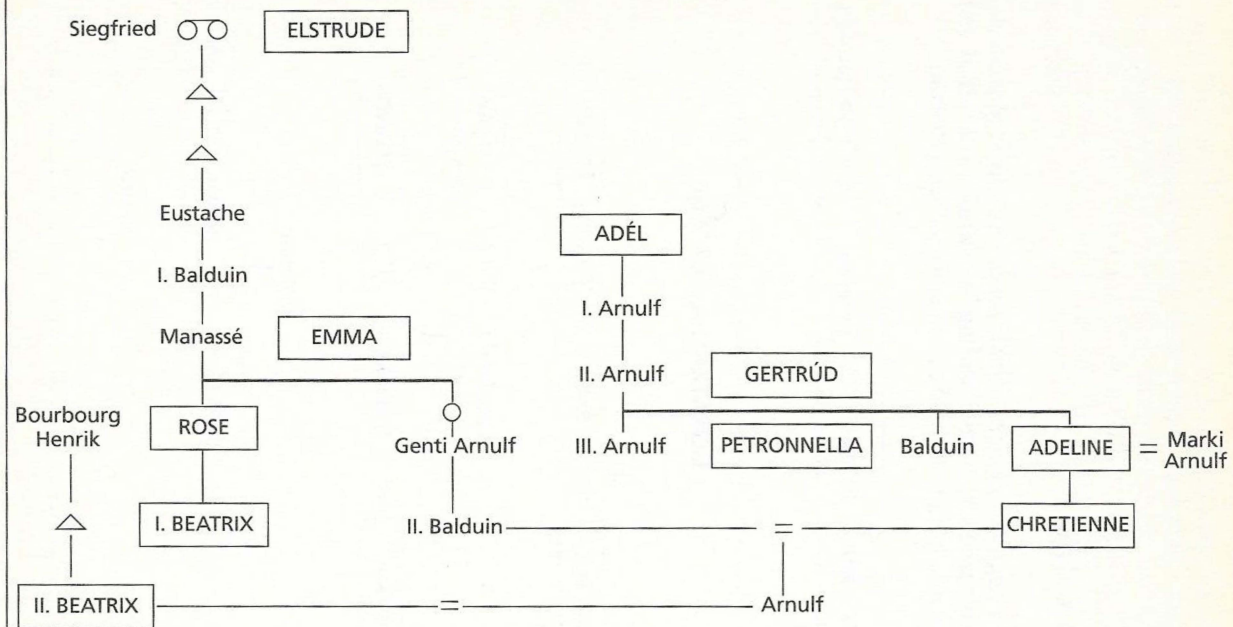 Siegfried ELSTRUDE
Eustache
ADÉL
I. Balduin
I. Arnulf
Manassé EMMA
II. Arnulf GERTRÚD
Bourbourg
Henrik
ROSE
Genti Arnulf
III. Arnulf PETRONNELLA Balduin ADELINE = Marki
Arnulf
I. BEATRIX II. Balduin = CHRETIENNE
II. BEATRIX = Arnulf